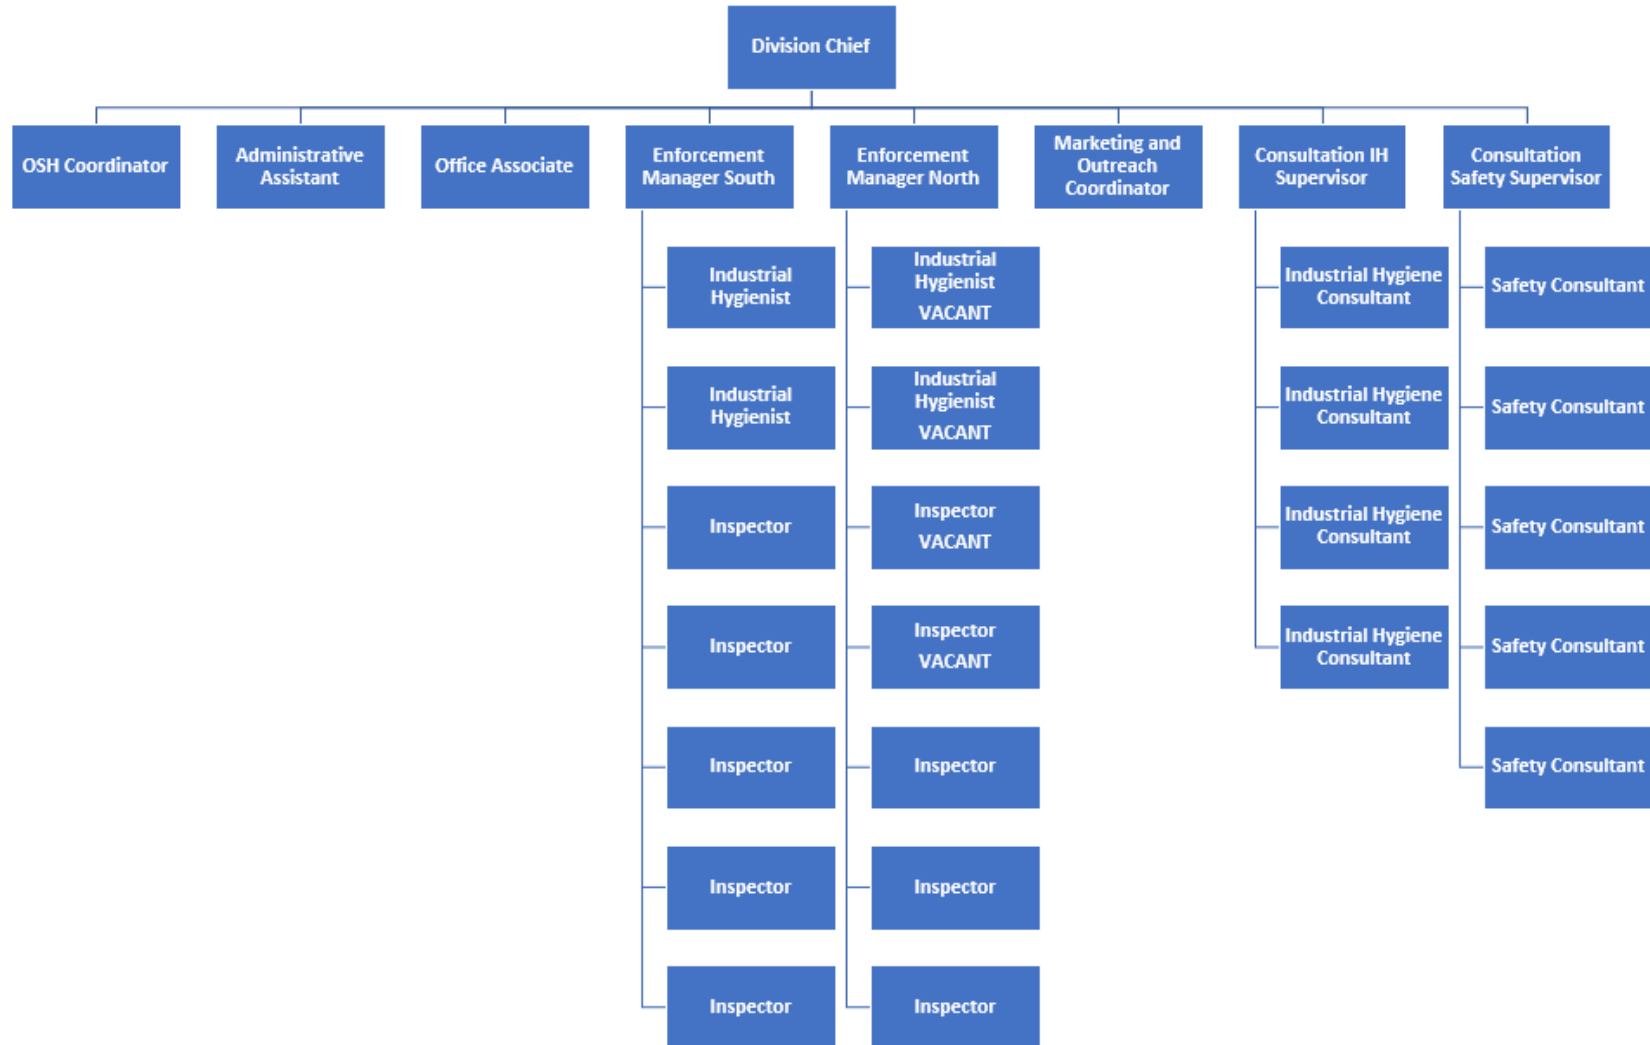 Division Chief
OSH Coordinator
Administrative
Assistant
Office Associate
Enforcement
Manager South
Enforcement
Manager North
Marketing and
Outreach
Coordinator
Consultation IH
Supervisor
Consultation
Safety Supervisor
Industrial
Hygienist
Industrial
Hygienist
Inspector
Inspector
Inspector
Inspector
Inspector
Industrial
Hygienist
VACANT
Industrial
Hygienist
VACANT
Inspector
VACANT
Inspector
VACANT
Inspector
Inspector
Inspector
Industrial Hygiene
Consultant
Industrial Hygiene
Consultant
Industrial Hygiene
Consultant
Industrial Hygiene
Consultant
Safety Consultant
Safety Consultant
Safety Consultant
Safety Consultant
Safety Consultant